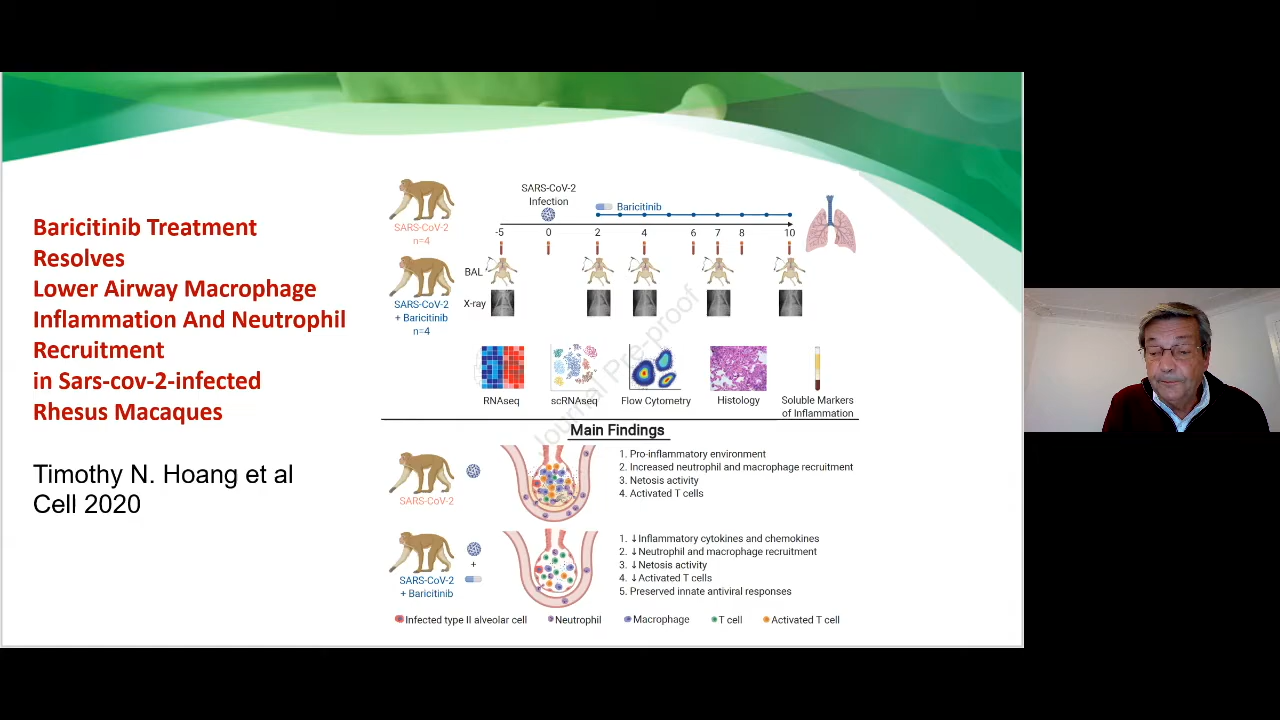 Baricitinib Treatment
Resolves
Lower Airway Macrophage
Inflammation And Neutrophil
Recruitment
in Sars-cov-2-infected
Rhesus Macaques
Timothy N. Hoang et al
Cell 2020
SARS-CoV-2
n=4
SARS-CoV-2
+ Baricitinib
n=4
SARS-CoV-2
Infection
Baricitinib
-5 0 2 4 6 7 8 10
BAL
X-ray
RNAseq scRNAseq Flow Cytometry Histology Soluble Markers
of Inflammation
Journal Pre-proof
Main Findings
SARS-CoV-2
1. Pro-inflammatory environment
2. Increased neutrophil and macrophage recruitment
3. Netosis activity
4. Activated T cells
+
SARS-CoV-2
+ Baricitinib
1. ↓Inflammatory cytokines and chemokines
2. ↓Neutrophil and macrophage recruitment
3. ↓Netosis activity
4. ↓Activated T cells
5. Preserved innate antiviral responses
Infected type II alveolar cell Neutrophil Macrophage T cell Activated T cell